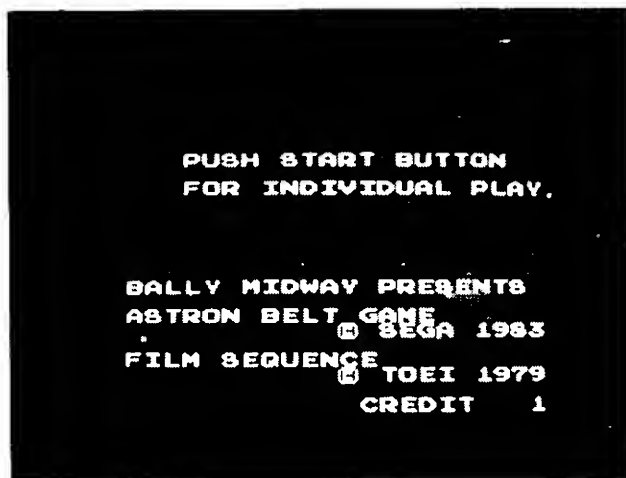 PUSH START BUTTON
FOR INDIVIDUAL PLAY.
BALLY MIDWAY PRESENTS
ASTRON BELT GAME
© SEGA 1983
FILM SEQUENCE
© TOEI 1979
CREDIT 1